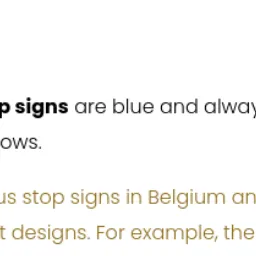 p signs are blue and alway
ows.
us stop signs in Belgium an
t designs. For example, the